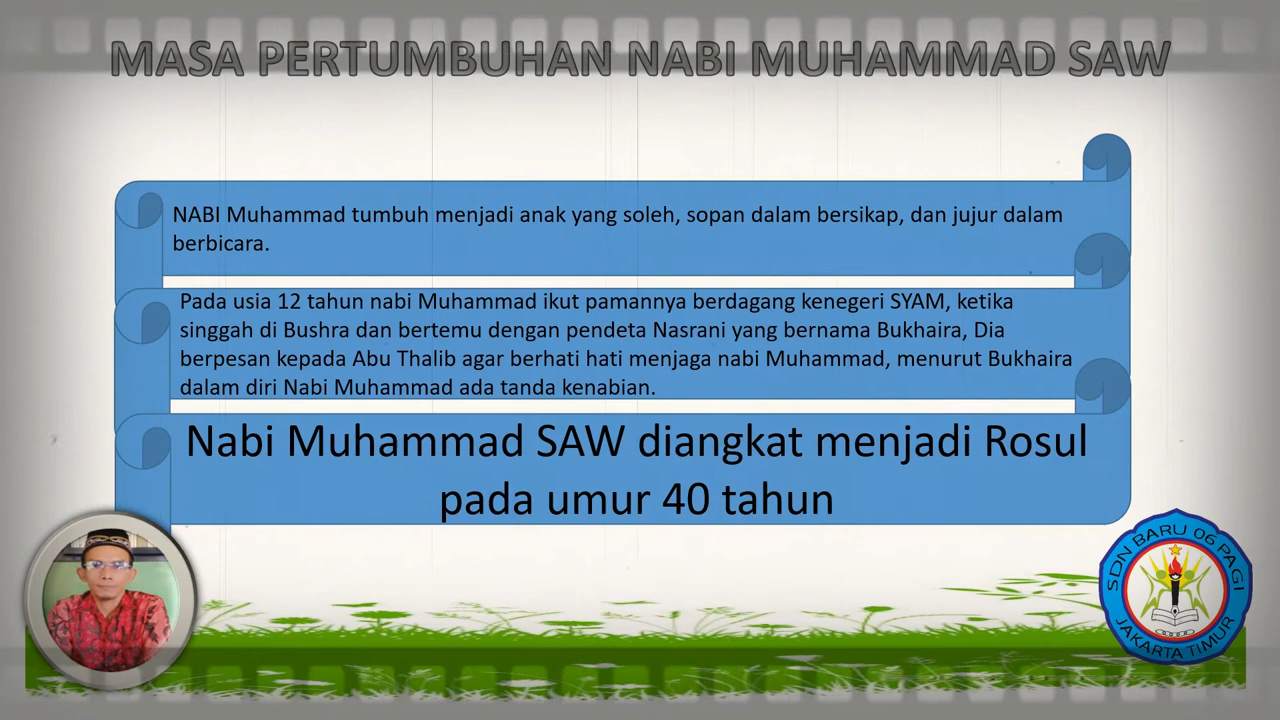 MASA PERTUMBUHAN NABI MUHAMMAD SAW
NABI Muhammad tumbuh menjadi anak yang soleh, sopan dalam bersikap, dan jujur dalam
berbicara.
Pada usia 12 tahun nabi Muhammad ikut pamannya berdagang kenegeri SYAM, ketika
singgah di Bushra dan bertemu dengan pendeta Nasrani yang bernama Bukhaira, Dia
berpesan kepada Abu Thalib agar berhati hati menjaga nabi Muhammad, menurut Bukhaira
dalam diri Nabi Muhammad ada tanda kenabian.
Nabi Muhammad SAW diangkat menjadi Rosul
pada umur 40 tahun
SDN BARU 06 PAGI
JAKARTA TIMUR